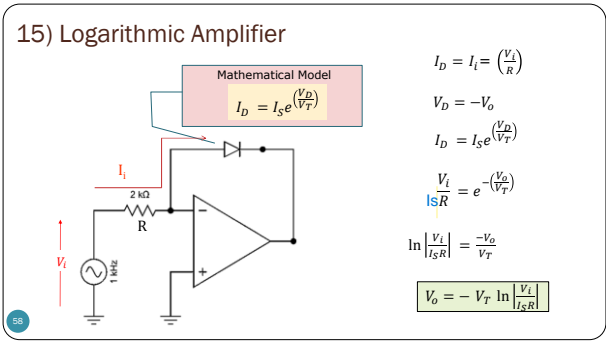 15) Logarithmic Amplifier
Mathematical Model
I_D = I_S e^(V_D/V_T)
I_i
2 kΩ
R
V_i
1 kHz
−
+
I_D = I_i = (V_i/R)
V_D = −V_o
I_D = I_S e^(V_D/V_T)
V_i/IsR = e^−(V_o/V_T)
ln|V_i/I_S R| = −V_o/V_T
V_o = − V_T ln|V_i/I_S R|
58